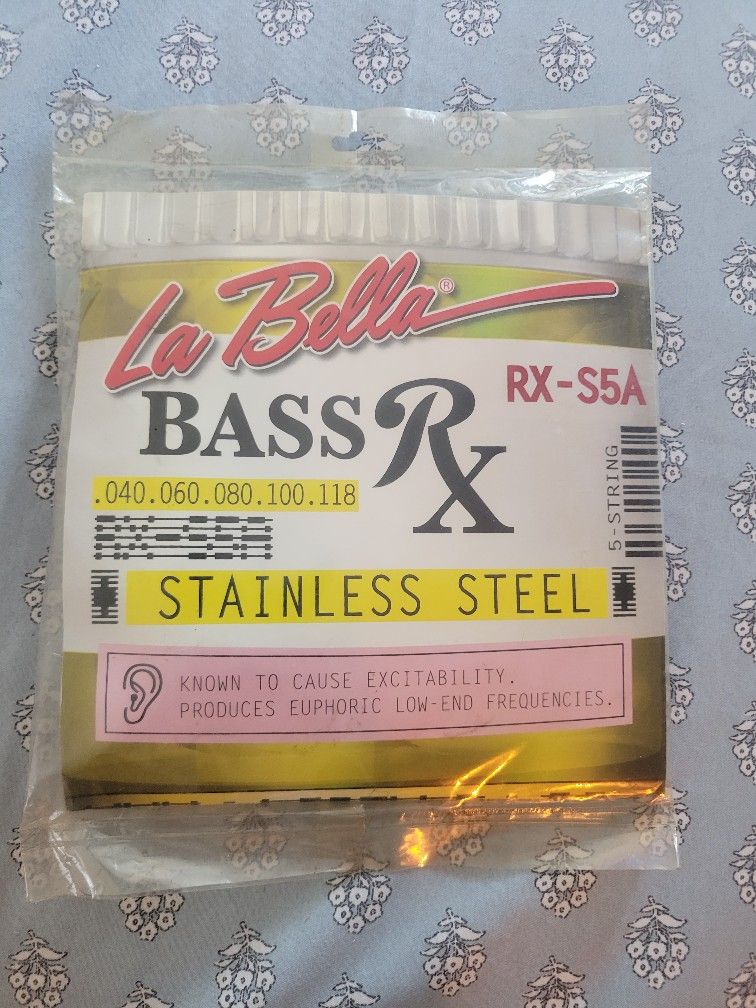 La Bella®
BASS Rx
RX-S5A
.040.060.080.100.118
5-STRING
STAINLESS STEEL
KNOWN TO CAUSE EXCITABILITY.
PRODUCES EUPHORIC LOW-END FREQUENCIES.